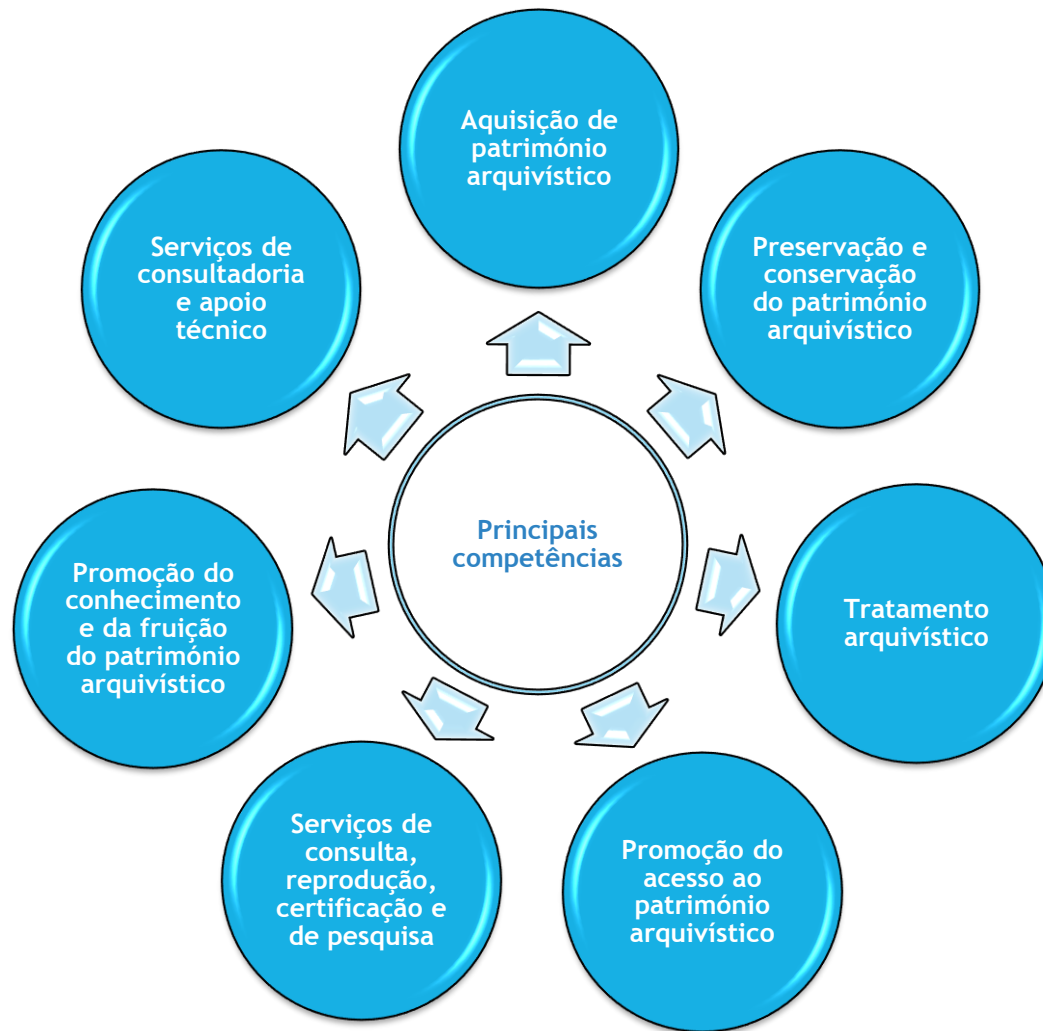 Aquisição de
património
arquivístico
Preservação e
conservação
do património
arquivístico
Tratamento
arquivístico
Promoção do
acesso ao
património
arquivístico
Serviços de
consulta,
reprodução,
certificação e
de pesquisa
Promoção do
conhecimento
e da fruição
do património
arquivístico
Serviços de
consultadoria
e apoio
técnico
Principais
competências